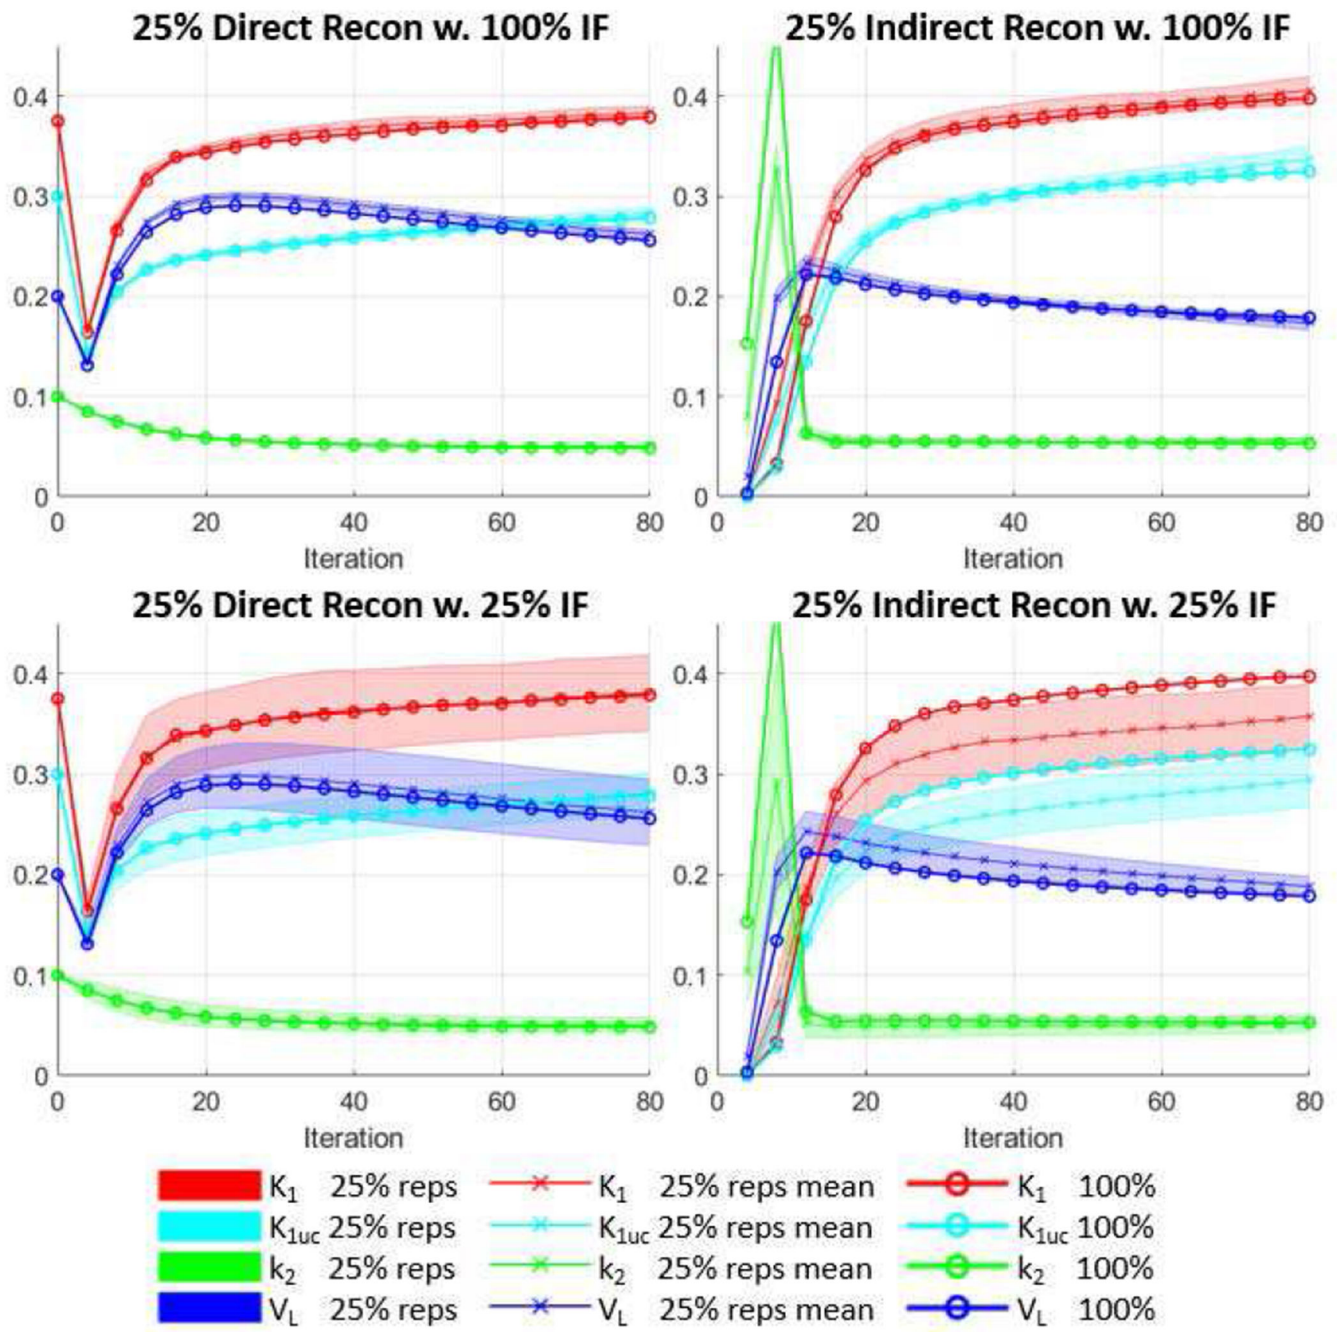 25% Direct Recon w. 100% IF
25% Indirect Recon w. 100% IF
0.4
0.3
0.2
0.1
0
0 20 40 60 80
Iteration
0.4
0.3
0.2
0.1
0
0 20 40 60 80
Iteration
25% Direct Recon w. 25% IF
25% Indirect Recon w. 25% IF
0.4
0.3
0.2
0.1
0
0 20 40 60 80
Iteration
0.4
0.3
0.2
0.1
0
0 20 40 60 80
Iteration
K1 25% reps K1 25% reps mean K1 100%
K1uc 25% reps K1uc 25% reps mean K1uc 100%
k2 25% reps k2 25% reps mean k2 100%
VL 25% reps VL 25% reps mean VL 100%